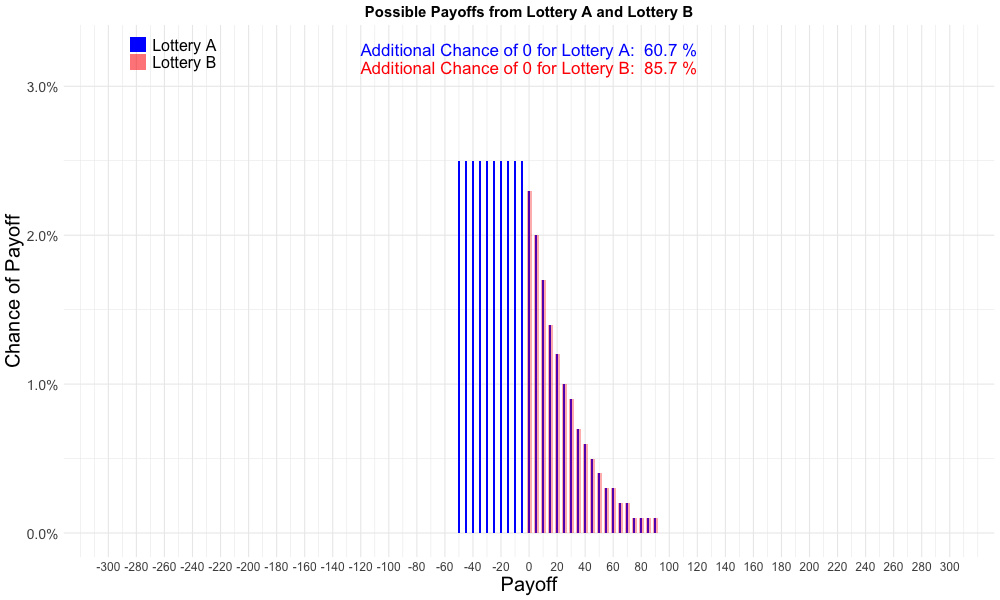 Possible Payoffs from Lottery A and Lottery B
Lottery A
Lottery B
Additional Chance of 0 for Lottery A: 60.7 %
Additional Chance of 0 for Lottery B: 85.7 %
Chance of Payoff
3.0%
2.0%
1.0%
0.0%
-300 -280 -260 -240 -220 -200 -180 -160 -140 -120 -100 -80 -60 -40 -20 0 20 40 60 80 100 120 140 160 180 200 220 240 260 280 300
Payoff